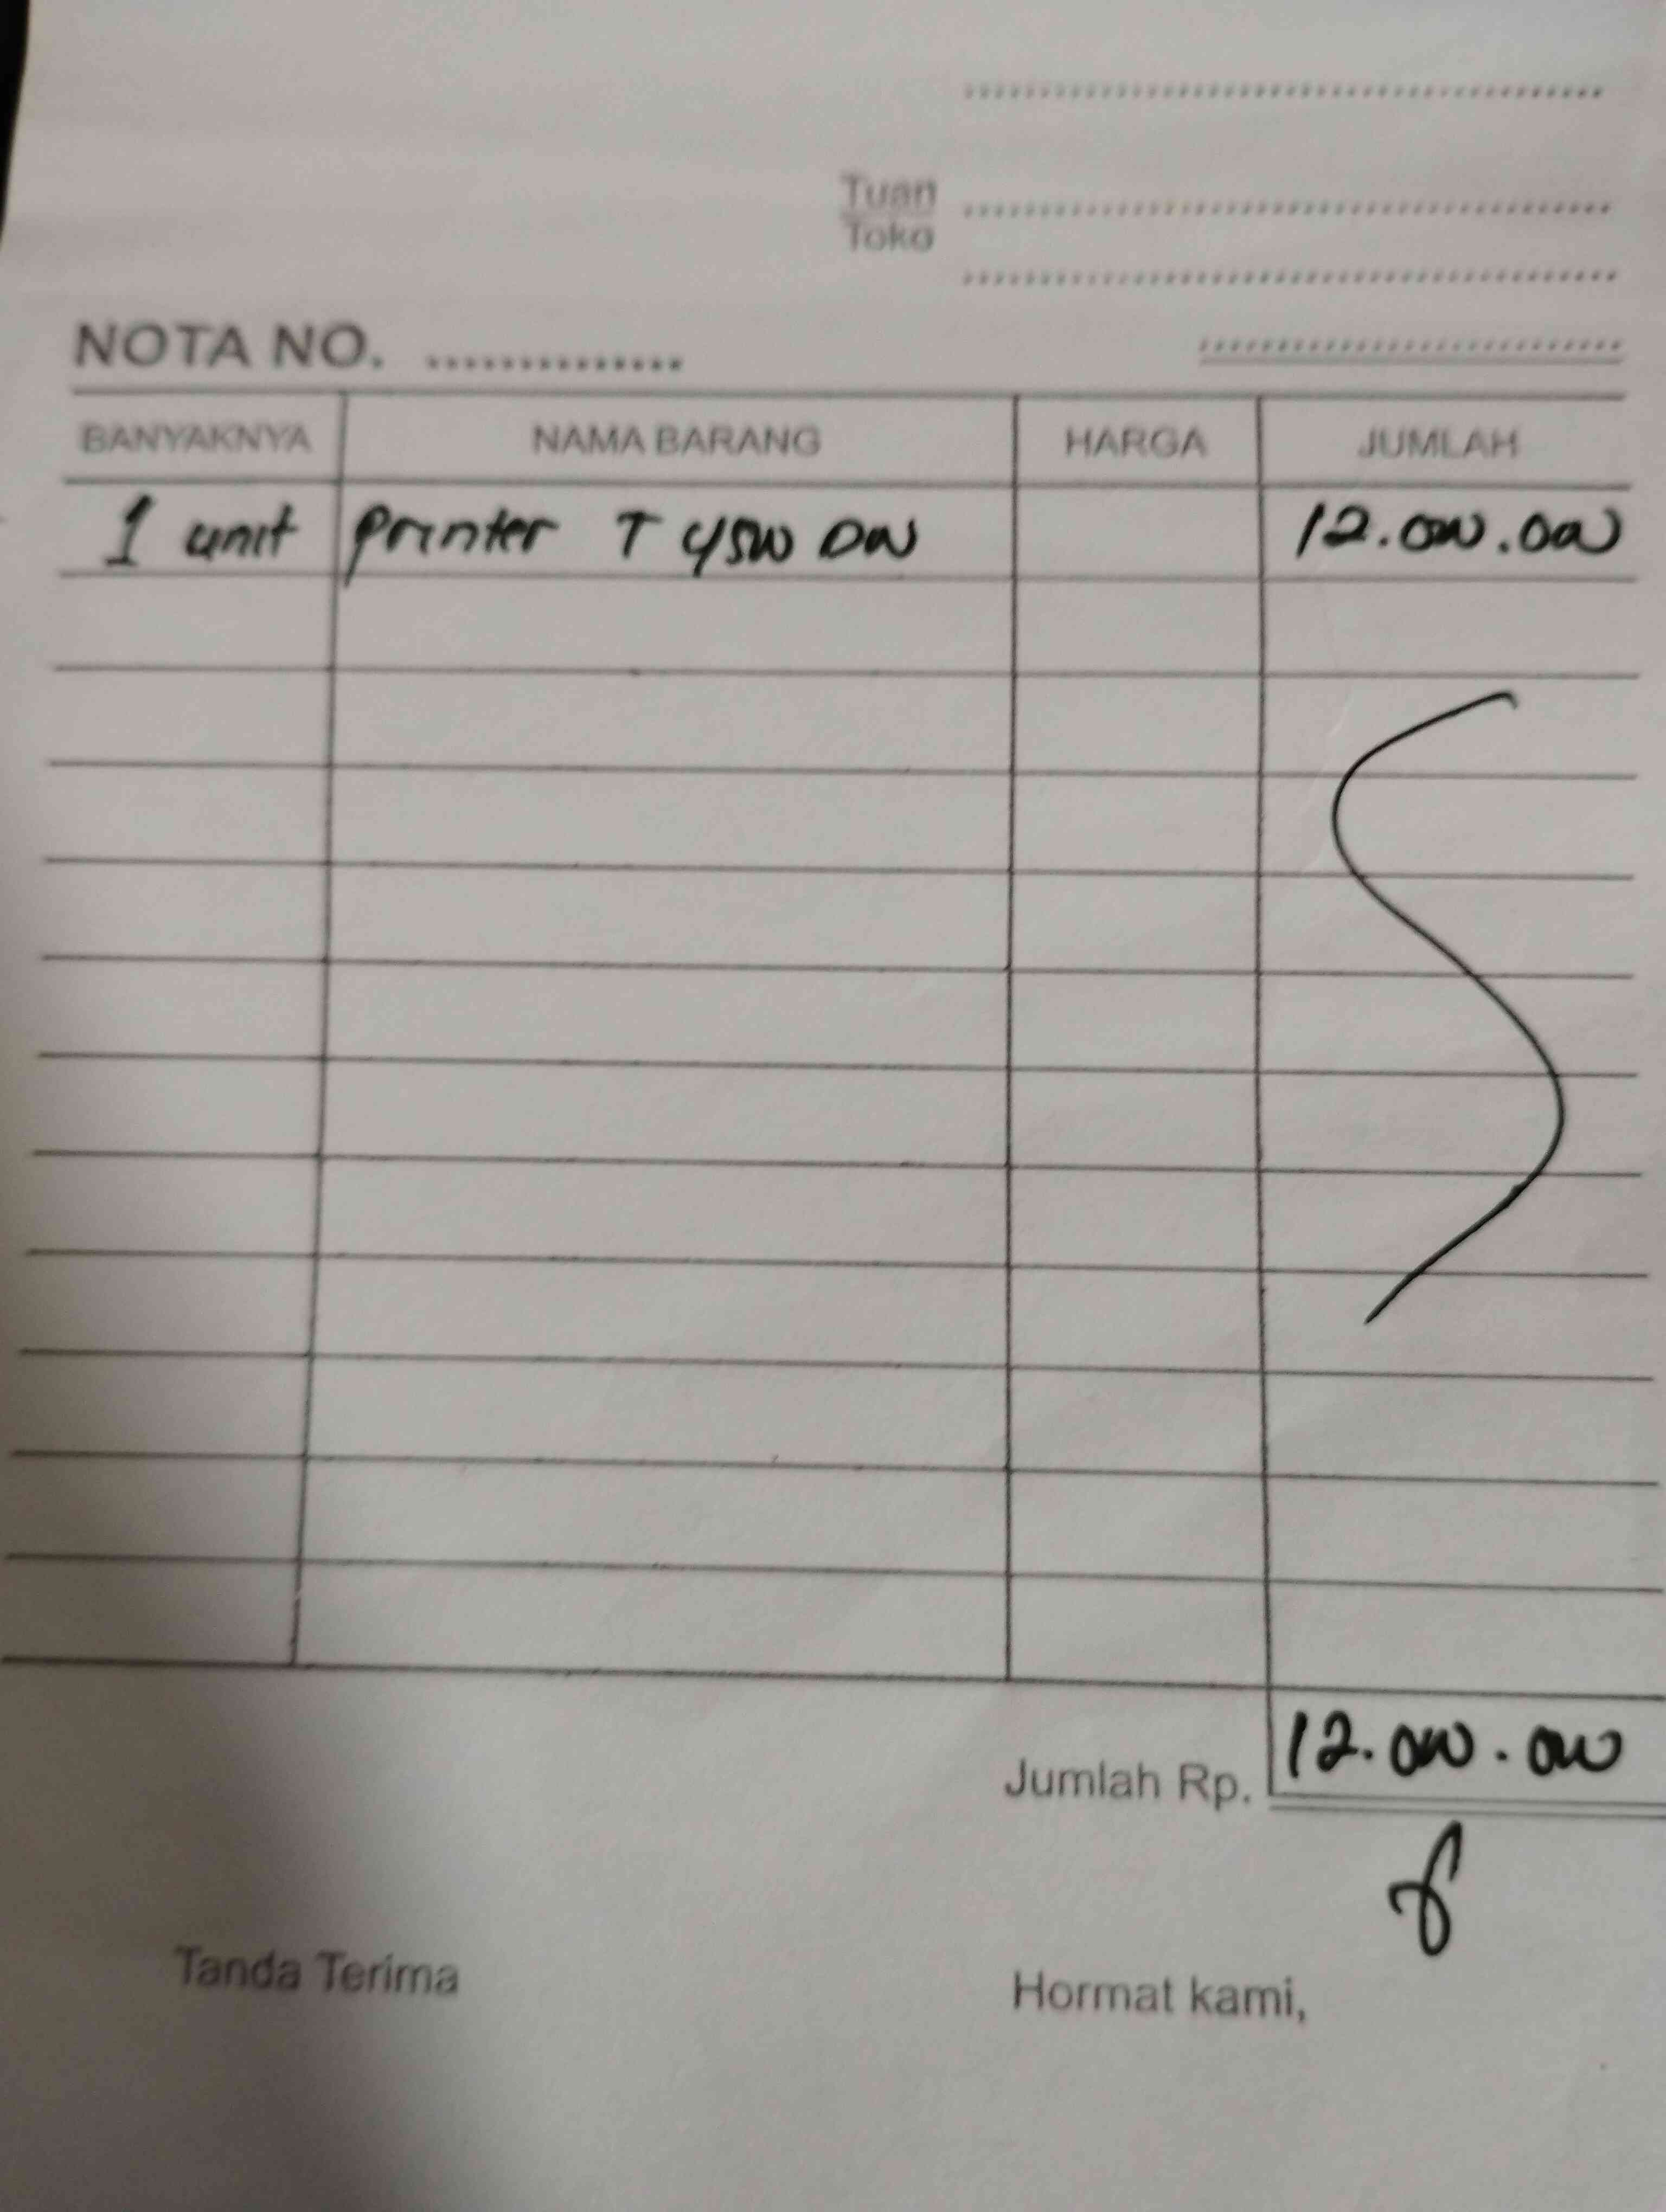 Tuan
Toko
NOTA NO. ..............
BANYAKNYA NAMA BARANG HARGA JUMLAH
1 unit printer T 4500 DW 12.000.000
Jumlah Rp. 12.000.000
Tanda Terima Hormat kami,